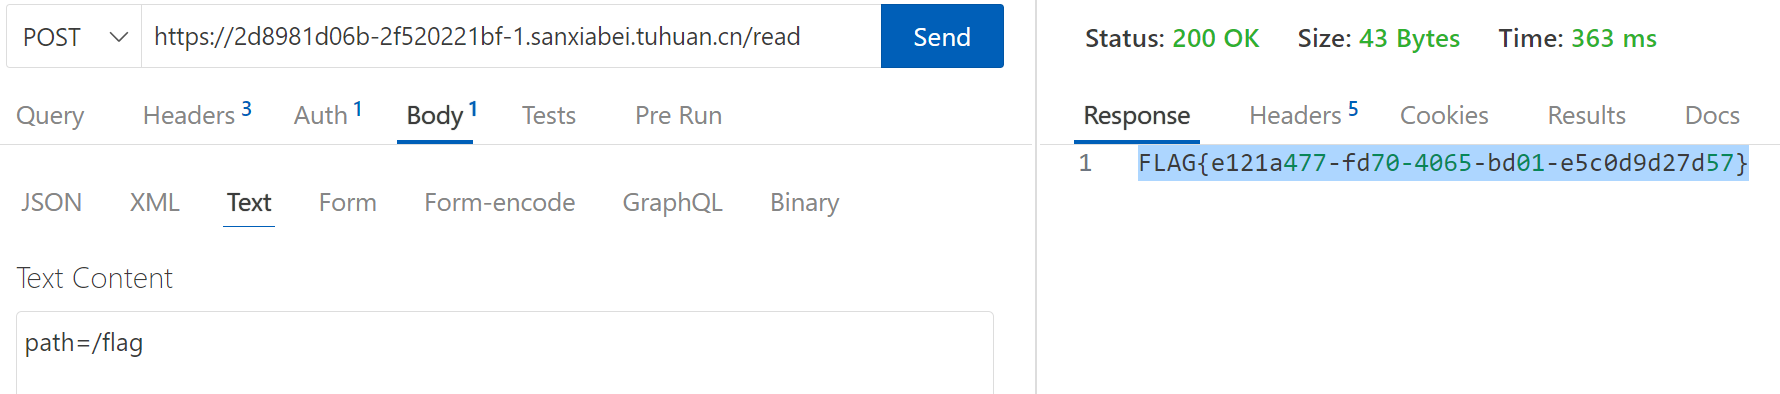 POST https://2d8981d06b-2f520221bf-1.sanxiabei.tuhuan.cn/read Send
Query Headers 3 Auth 1 Body 1 Tests Pre Run
JSON XML Text Form Form-encode GraphQL Binary
Text Content
path=/flag
Status: 200 OK Size: 43 Bytes Time: 363 ms
Response Headers 5 Cookies Results Docs
1 FLAG{e121a477-fd70-4065-bd01-e5c0d9d27d57}